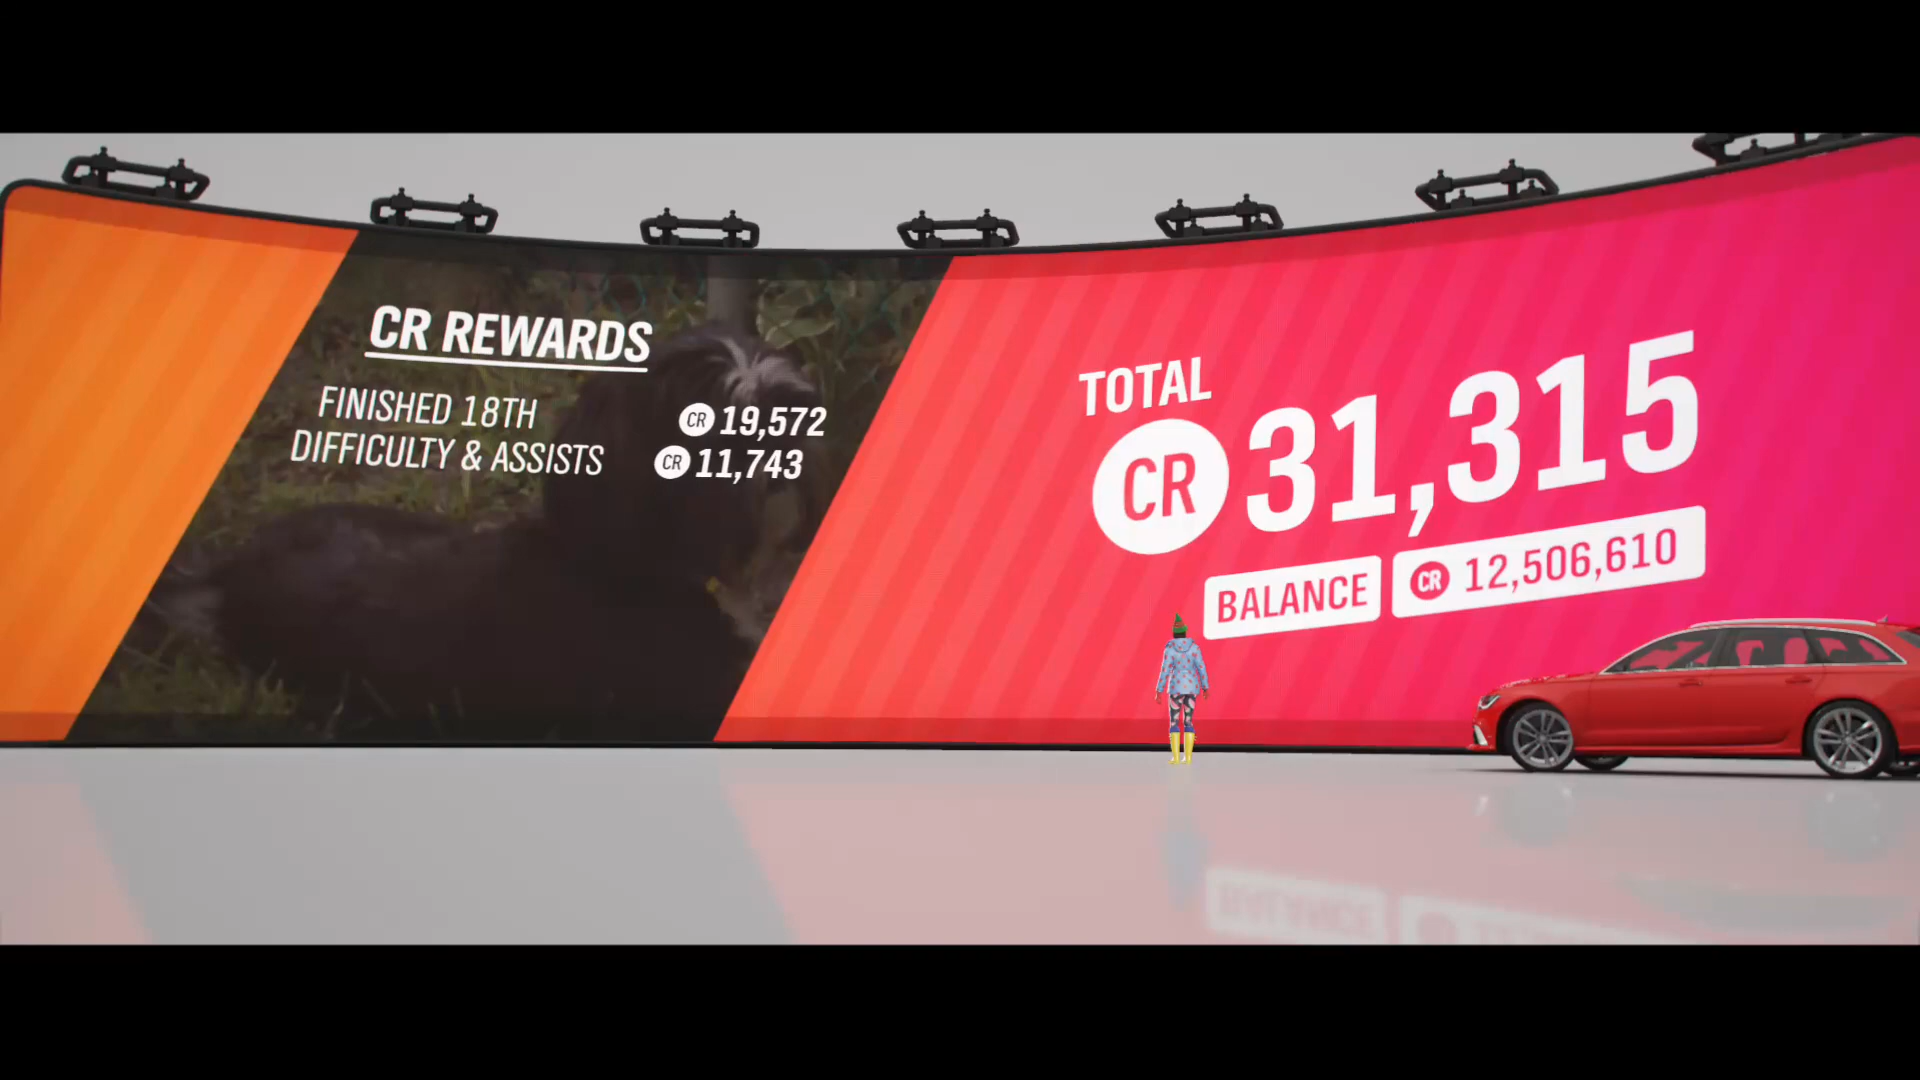 CR REWARDS
FINISHED 18TH CR 19,572
DIFFICULTY & ASSISTS CR 11,743
TOTAL
CR 31,315
BALANCE CR 12,506,610